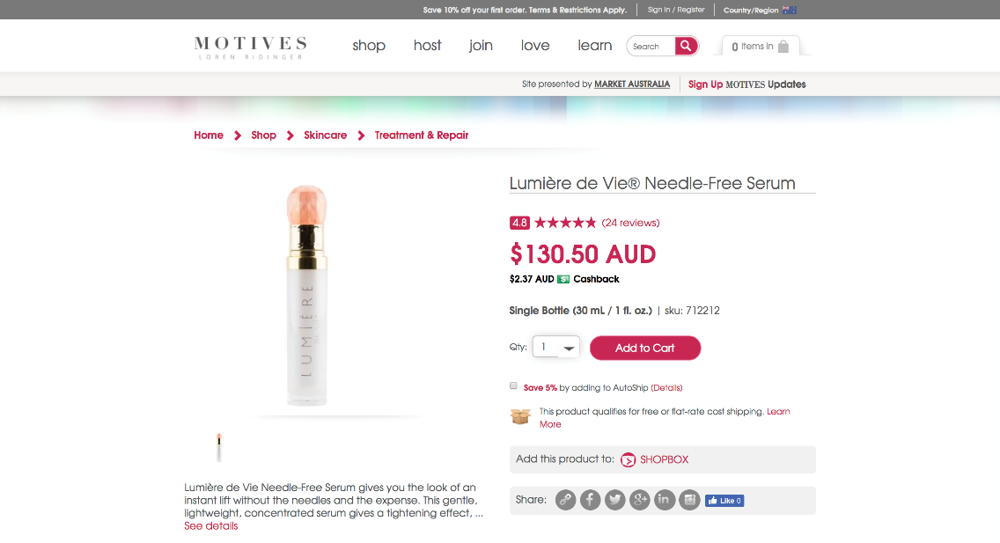 Save 10% off your first order. Terms & Restrictions Apply.
Sign In / Register
Country/Region
MOTIVES
LOREN RIDINGER
shop
host
join
love
learn
Search
0 Items in
Site presented by MARKET AUSTRALIA
Sign Up MOTIVES Updates
Home
Shop
Skincare
Treatment & Repair
LUMIÈRE
Lumière de Vie® Needle-Free Serum
4.8
(24 reviews)
$130.50 AUD
$2.37 AUD
Cashback
Single Bottle (30 mL / 1 fl. oz.) | sku: 712212
Qty:
1
Add to Cart
Save 5% by adding to AutoShip (Details)
This product qualifies for free or flat-rate cost shipping. Learn
More
Add this product to:
SHOPBOX
Share:
Like 0
Lumière de Vie Needle-Free Serum gives you the look of an
instant lift without the needles and the expense. This gentle,
lightweight, concentrated serum gives a tightening effect, ...
See details